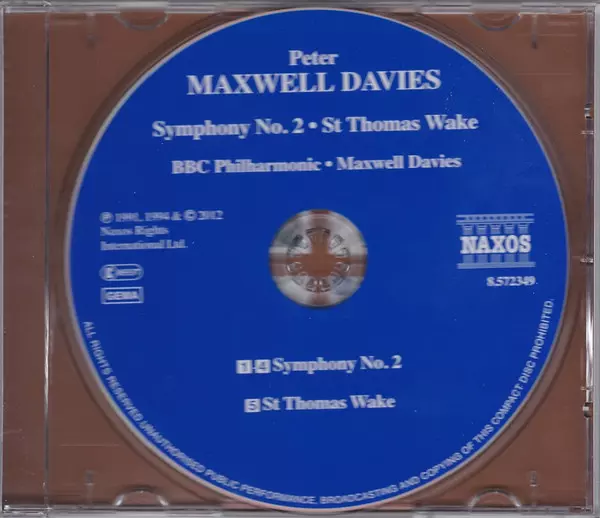 Peter
MAXWELL DAVIES
Symphony No. 2 • St Thomas Wake
BBC Philharmonic • Maxwell Davies
℗ 1991, 1994 & © 2012
Naxos Rights
International Ltd.
NAXOS
8.572349
GEMA
1-4 Symphony No. 2
5 St Thomas Wake
ALL RIGHTS RESERVED UNAUTHORISED PUBLIC PERFORMANCE, BROADCASTING AND COPYING OF THIS COMPACT DISC PROHIBITED.